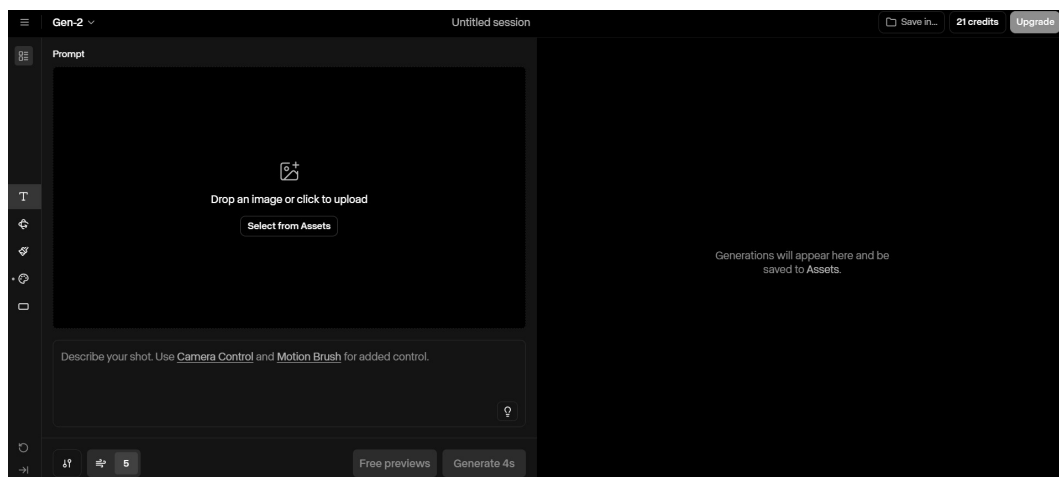 Gen-2
Untitled session
Save in...
21 credits
Upgrade
Prompt
Drop an image or click to upload
Select from Assets
T
Generations will appear here and be
saved to Assets.
Describe your shot. Use Camera Control and Motion Brush for added control.
5
Free previews
Generate 4s